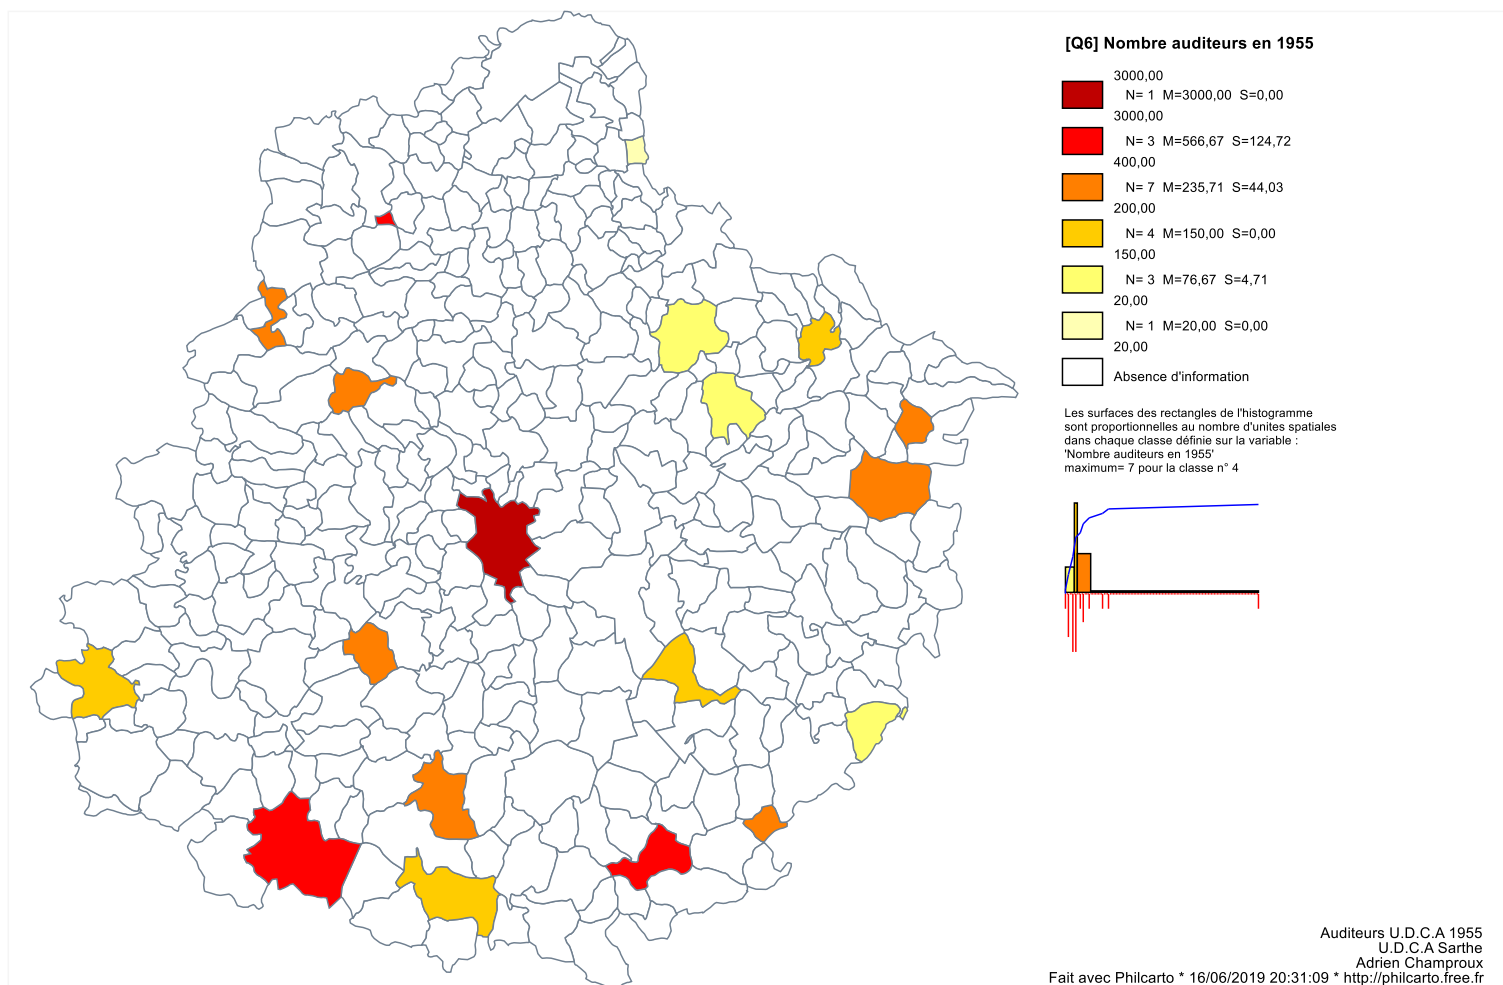 [Q6] Nombre auditeurs en 1955
3000,00
N= 1 M=3000,00 S=0,00
3000,00
N= 3 M=566,67 S=124,72
400,00
N= 7 M=235,71 S=44,03
200,00
N= 4 M=150,00 S=0,00
150,00
N= 3 M=76,67 S=4,71
20,00
N= 1 M=20,00 S=0,00
20,00
Absence d'information
Les surfaces des rectangles de l'histogramme
sont proportionnelles au nombre d'unites spatiales
dans chaque classe définie sur la variable :
'Nombre auditeurs en 1955'
maximum= 7 pour la classe n° 4
Auditeurs U.D.C.A 1955
U.D.C.A Sarthe
Adrien Champroux
Fait avec Philcarto * 16/06/2019 20:31:09 * http://philcarto.free.fr